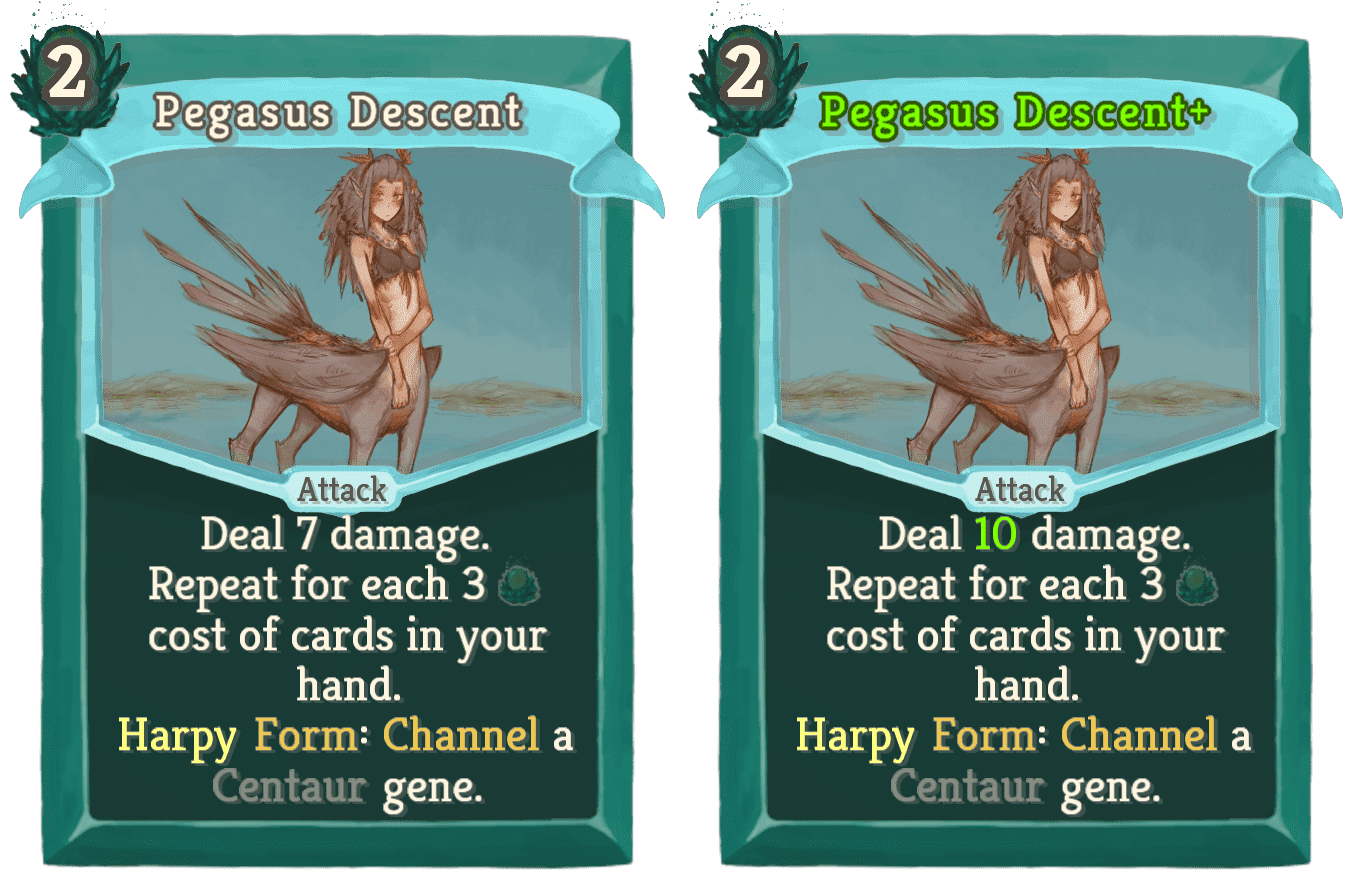 2
Pegasus Descent
Attack
Deal 7 damage.
Repeat for each 3
cost of cards in your
hand.
Harpy Form: Channel a
Centaur gene.
2
Pegasus Descent+
Attack
Deal 10 damage.
Repeat for each 3
cost of cards in your
hand.
Harpy Form: Channel a
Centaur gene.